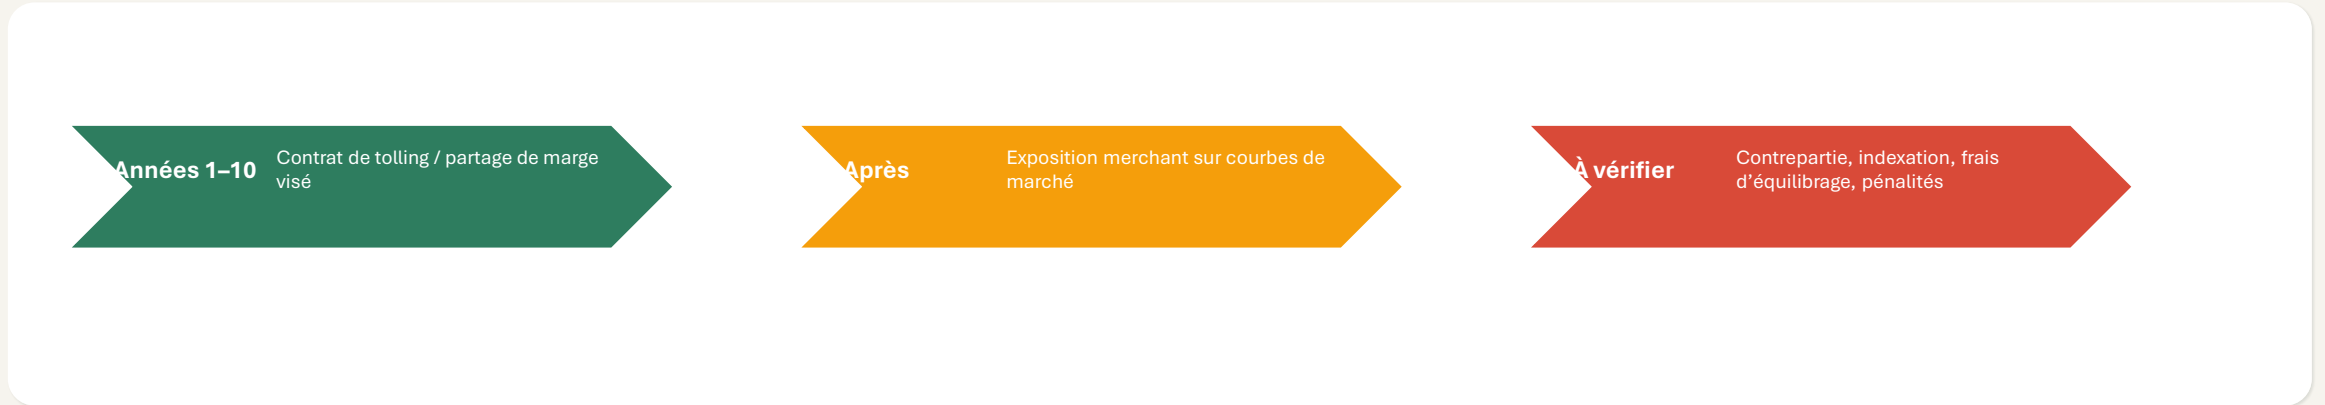 Années 1–10
Contrat de tolling / partage de marge
visé
Après
Exposition merchant sur courbes de
marché
À vérifier
Contrepartie, indexation, frais
d’équilibrage, pénalités